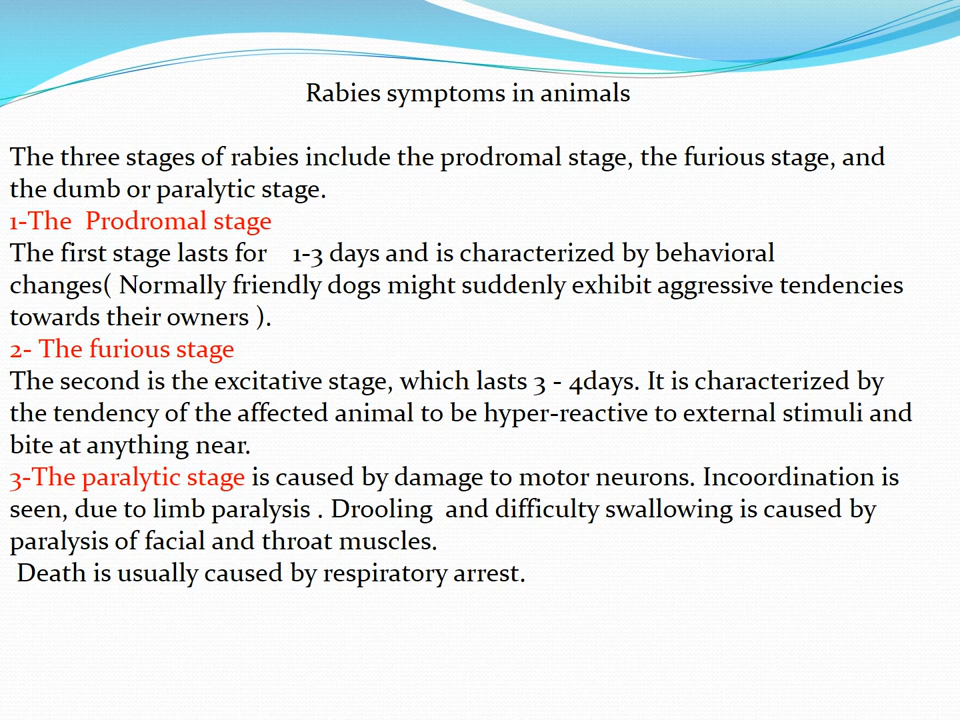 Rabies symptoms in animals
The three stages of rabies include the prodromal stage, the furious stage, and
the dumb or paralytic stage.
1-The  Prodromal stage
The first stage lasts for    1-3 days and is characterized by behavioral
changes( Normally friendly dogs might suddenly exhibit aggressive tendencies
towards their owners ).
2- The furious stage
The second is the excitative stage, which lasts 3 - 4days. It is characterized by
the tendency of the affected animal to be hyper-reactive to external stimuli and
bite at anything near.
3-The paralytic stage is caused by damage to motor neurons. Incoordination is
seen, due to limb paralysis . Drooling  and difficulty swallowing is caused by
paralysis of facial and throat muscles.
Death is usually caused by respiratory arrest.